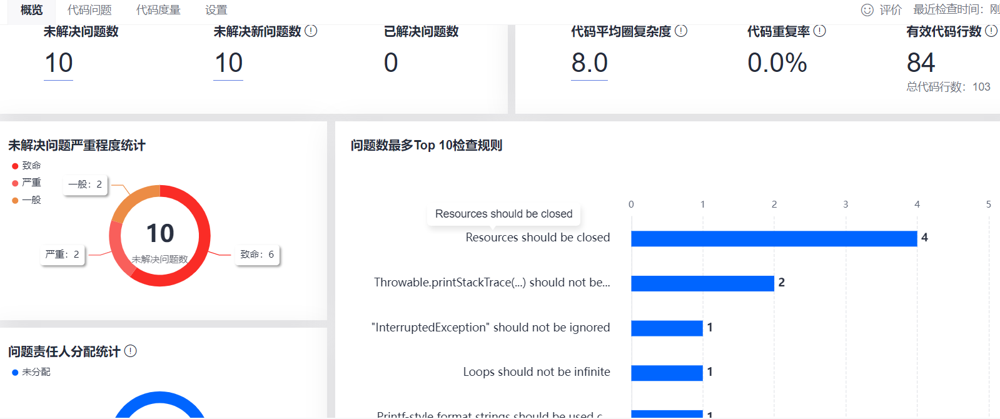 概览 代码问题 代码度量 设置 评价 最近检查时间：刚
未解决问题数 未解决新问题数 已解决问题数 代码平均圈复杂度 代码重复率 有效代码行数
10 10 0 8.0 0.0% 84
总代码行数：103
未解决问题严重程度统计
致命
严重
一般
一般：2
10
未解决问题数
严重：2
致命：6
问题责任人分配统计
未分配
问题数最多Top 10检查规则
0 1 2 3 4 5
Resources should be closed
Resources should be closed 4
Throwable.printStackTrace(...) should not be... 2
"InterruptedException" should not be ignored 1
Loops should not be infinite 1
Printf-style format strings should be used c... 1